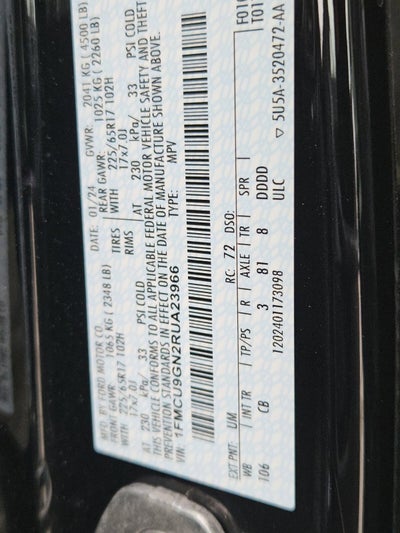 MFD. BY FORD MOTOR CO.
DATE: 01/24 GVWR: 2041 KG ( 4500 LB)
FRONT GAWR: 1065 KG ( 2348 LB) REAR GAWR: 1025 KG ( 2260 LB)
WITH 225/65R17 102H TIRES WITH 225/65R17 102H
17x7.0J RIMS 17x7.0J
AT 230 kPa/ 33 PSI COLD AT 230 kPa/ 33 PSI COLD
THIS VEHICLE CONFORMS TO ALL APPLICABLE FEDERAL MOTOR VEHICLE SAFETY AND THEFT
PREVENTION STANDARDS IN EFFECT ON THE DATE OF MANUFACTURE SHOWN ABOVE.
VIN: 1FMCU9GN2RUA23966
TYPE: MPV
EXT PNT: UM RC: 72 DSO:
WB INT TR TP/PS R AXLE TR SPR
106 CB 3 81 8 DDDD
1202401173098 ULC
5U5A-3520472-AA